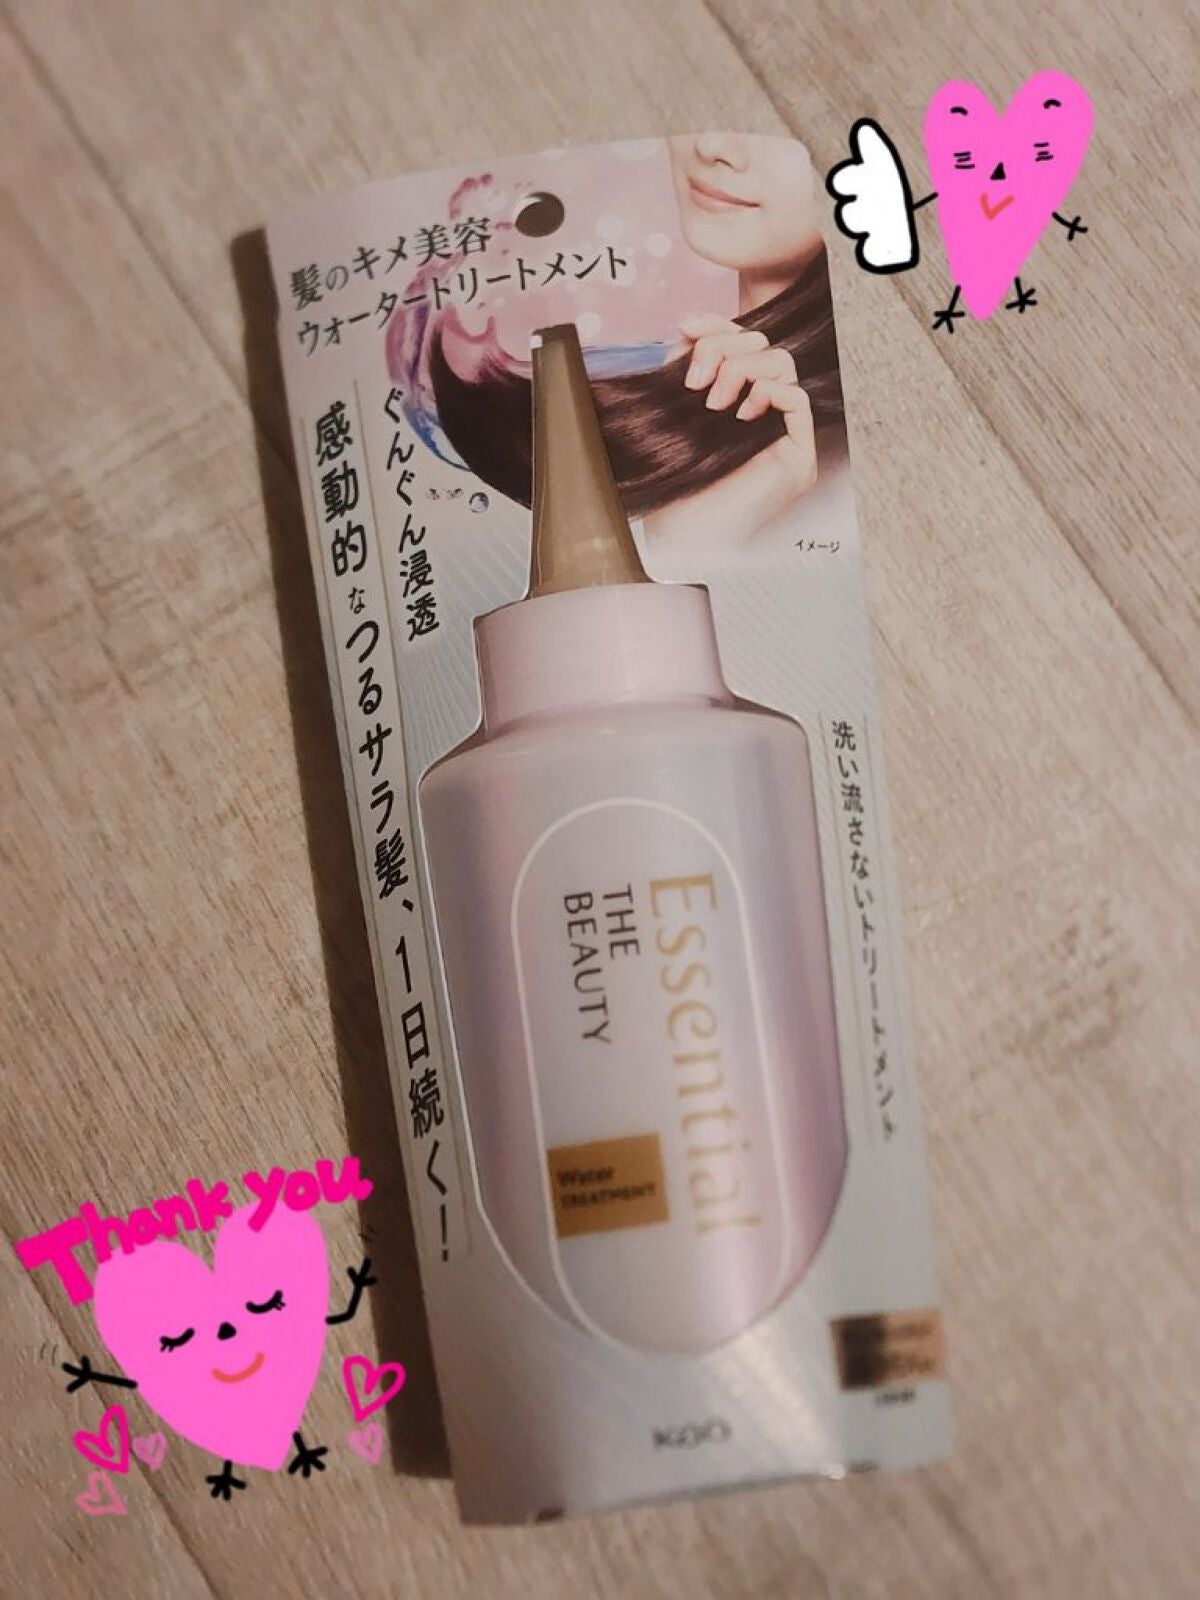 髪のキメ美容
ウォータートリートメント
ぐんぐん浸透
感動的なつるサラ髪、1日続く!
イメージ
洗い流さないトリートメント
Essential
THE
BEAUTY
Water
TREATMENT
Kao
Thank you